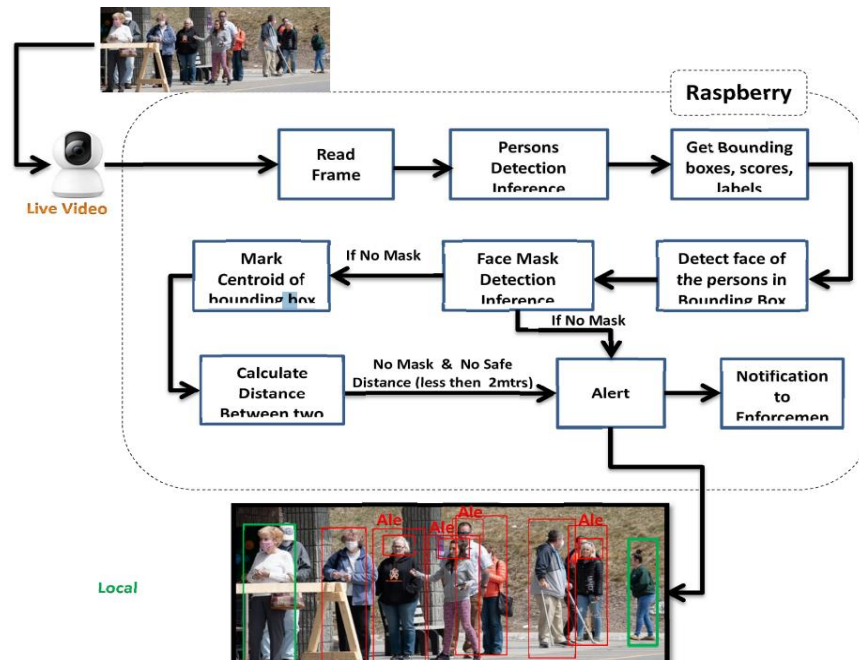 Raspberry
Live Video
Read
Frame
Persons
Detection
Inference
Get Bounding
boxes, scores,
labels
Mark
Centroid of
bounding box
If No Mask
Face Mask
Detection
Inference
Detect face of
the persons in
Bounding Box
If No Mask
Calculate
Distance
Between two
No Mask & No Safe
Distance (less then 2mtrs)
Alert
Notification
to
Enforcemen
Ale
Ale
Ale
Ale
Local